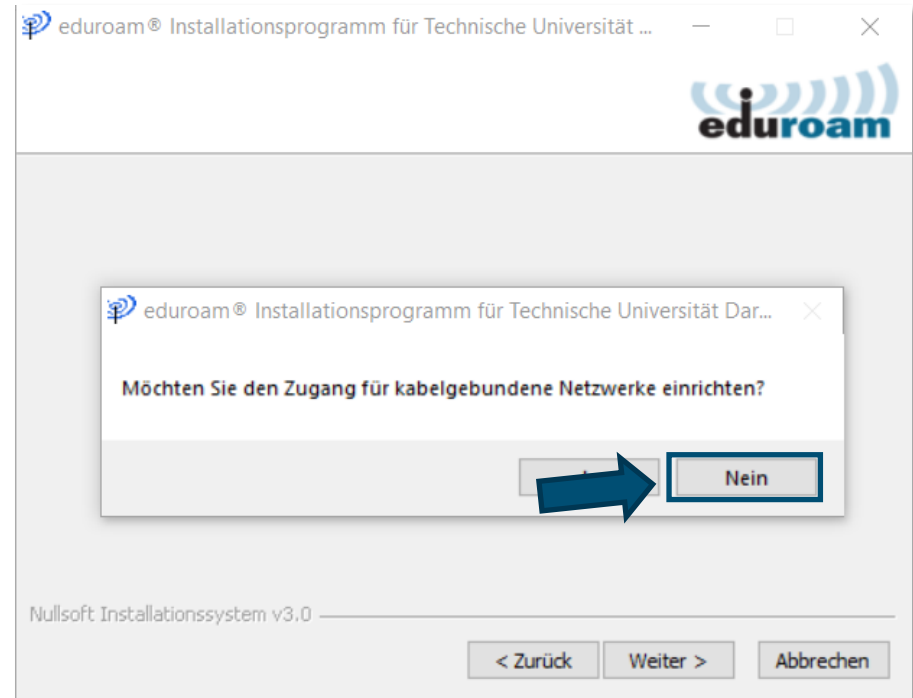 eduroam® Installationsprogramm für Technische Universität ...
eduroam
eduroam® Installationsprogramm für Technische Universität Dar...
Möchten Sie den Zugang für kabelgebundene Netzwerke einrichten?
Nein
Nullsoft Installationssystem v3.0
< Zurück Weiter > Abbrechen